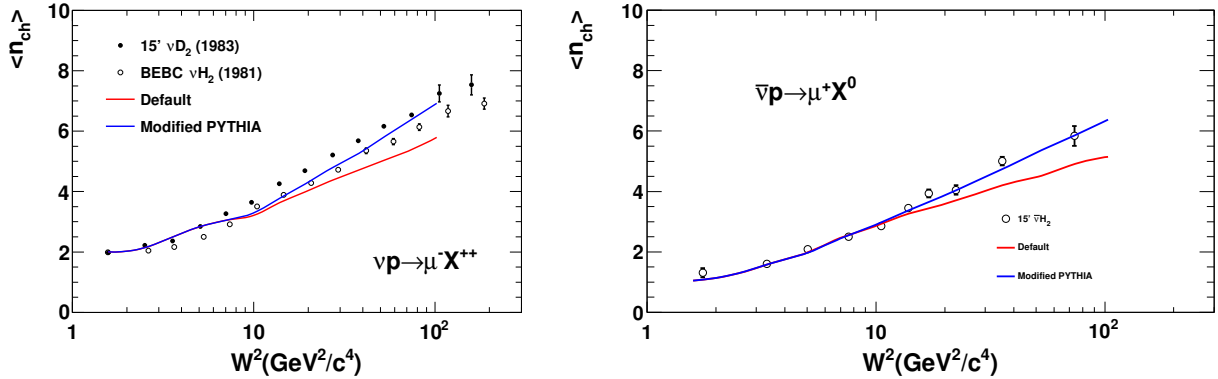 <n_ch>
10
8
6
4
2
0
15' νD₂ (1983)
BEBC νH₂ (1981)
Default
Modified PYTHIA
νp→μ⁻X⁺⁺
1 10 10²
W²(GeV²/c⁴)
<n_ch>
10
8
6
4
2
0
ν̅p→μ⁺X⁰
15' ν̅H₂
Default
Modified PYTHIA
1 10 10²
W²(GeV²/c⁴)